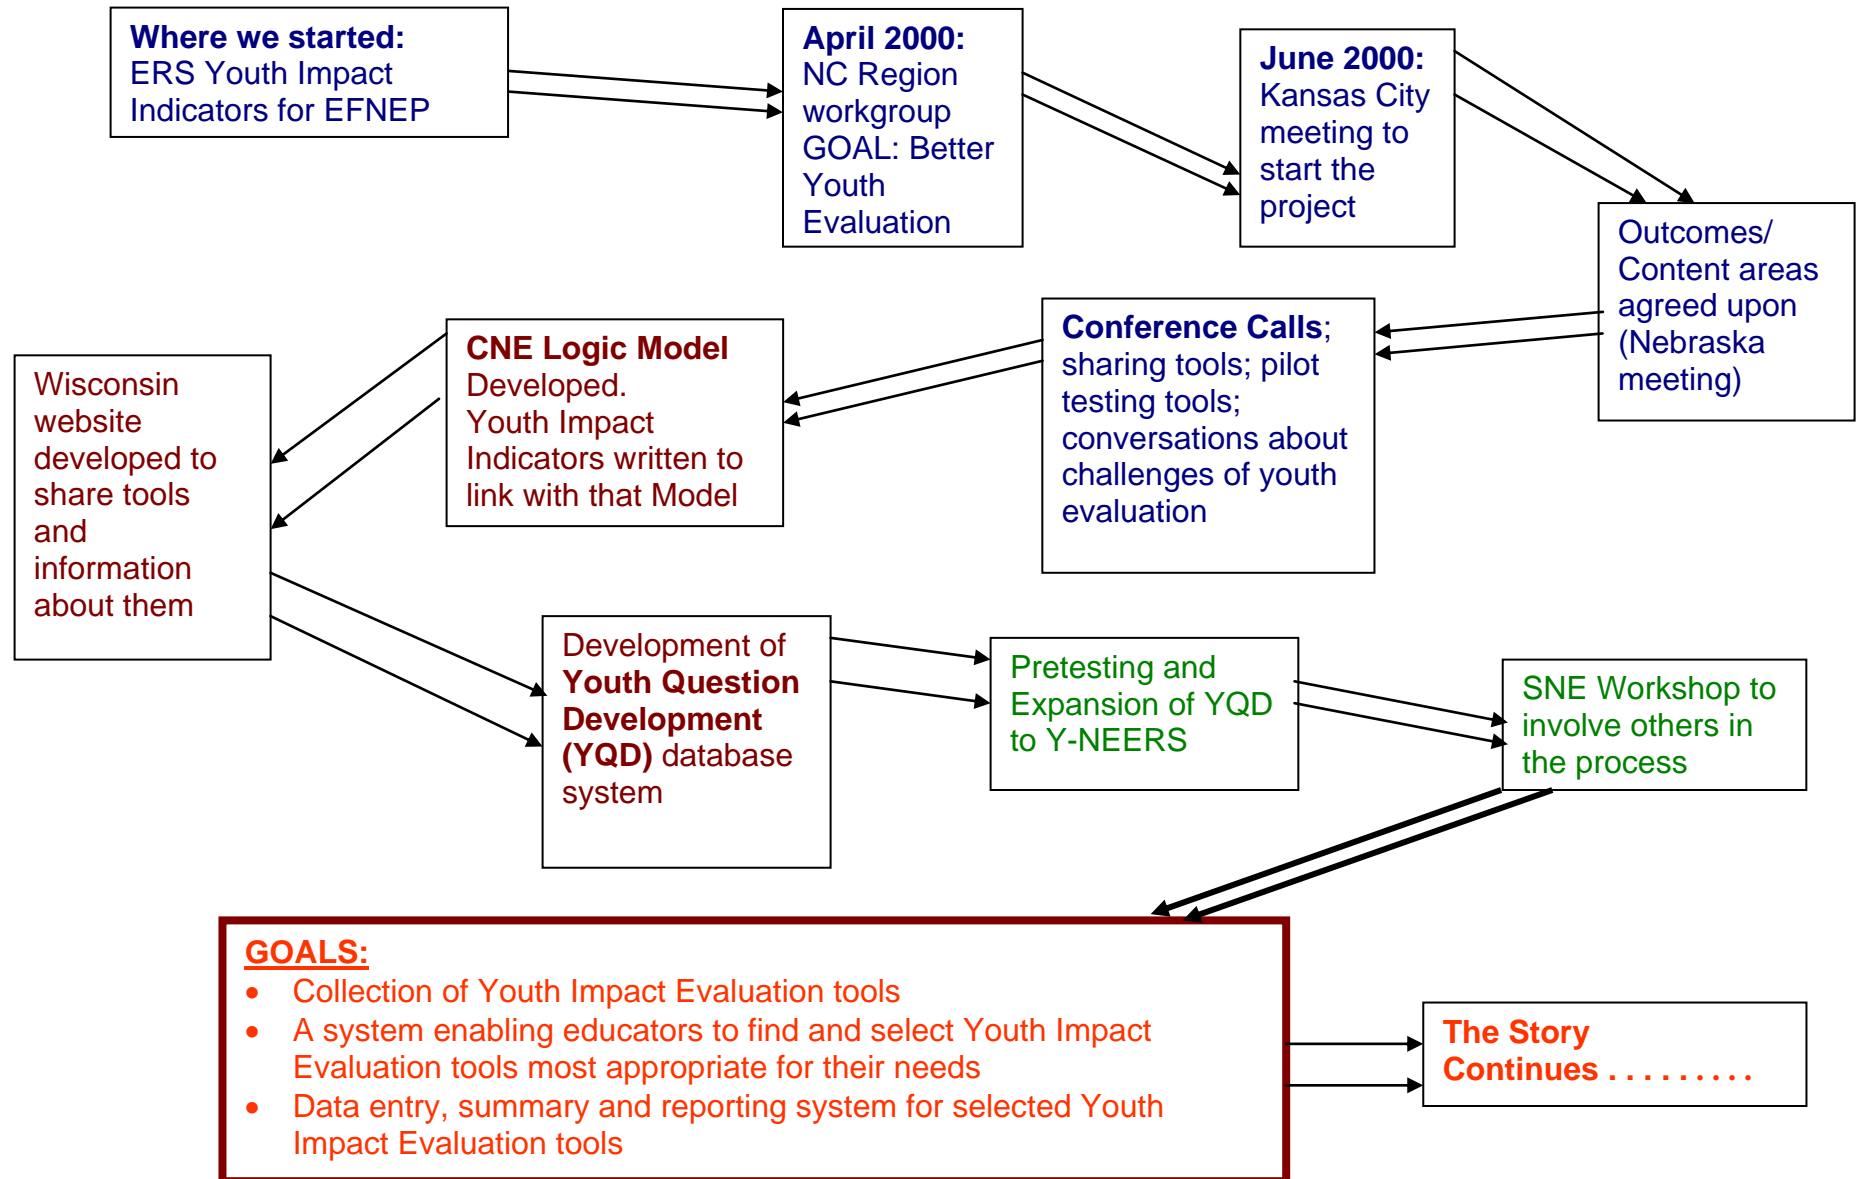 Where we started:
ERS Youth Impact
Indicators for EFNEP
April 2000:
NC Region
workgroup
GOAL: Better
Youth
Evaluation
June 2000:
Kansas City
meeting to
start the
project
Outcomes/
Content areas
agreed upon
(Nebraska
meeting)
Conference Calls;
sharing tools; pilot
testing tools;
conversations about
challenges of youth
evaluation
CNE Logic Model
Developed.
Youth Impact
Indicators written to
link with that Model
Wisconsin
website
developed to
share tools
and
information
about them
Development of
Youth Question
Development
(YQD) database
system
Pretesting and
Expansion of YQD
to Y-NEERS
SNE Workshop to
involve others in
the process
GOALS:
• Collection of Youth Impact Evaluation tools
• A system enabling educators to find and select Youth Impact
Evaluation tools most appropriate for their needs
• Data entry, summary and reporting system for selected Youth
Impact Evaluation tools
The Story
Continues . . . . . . . . .